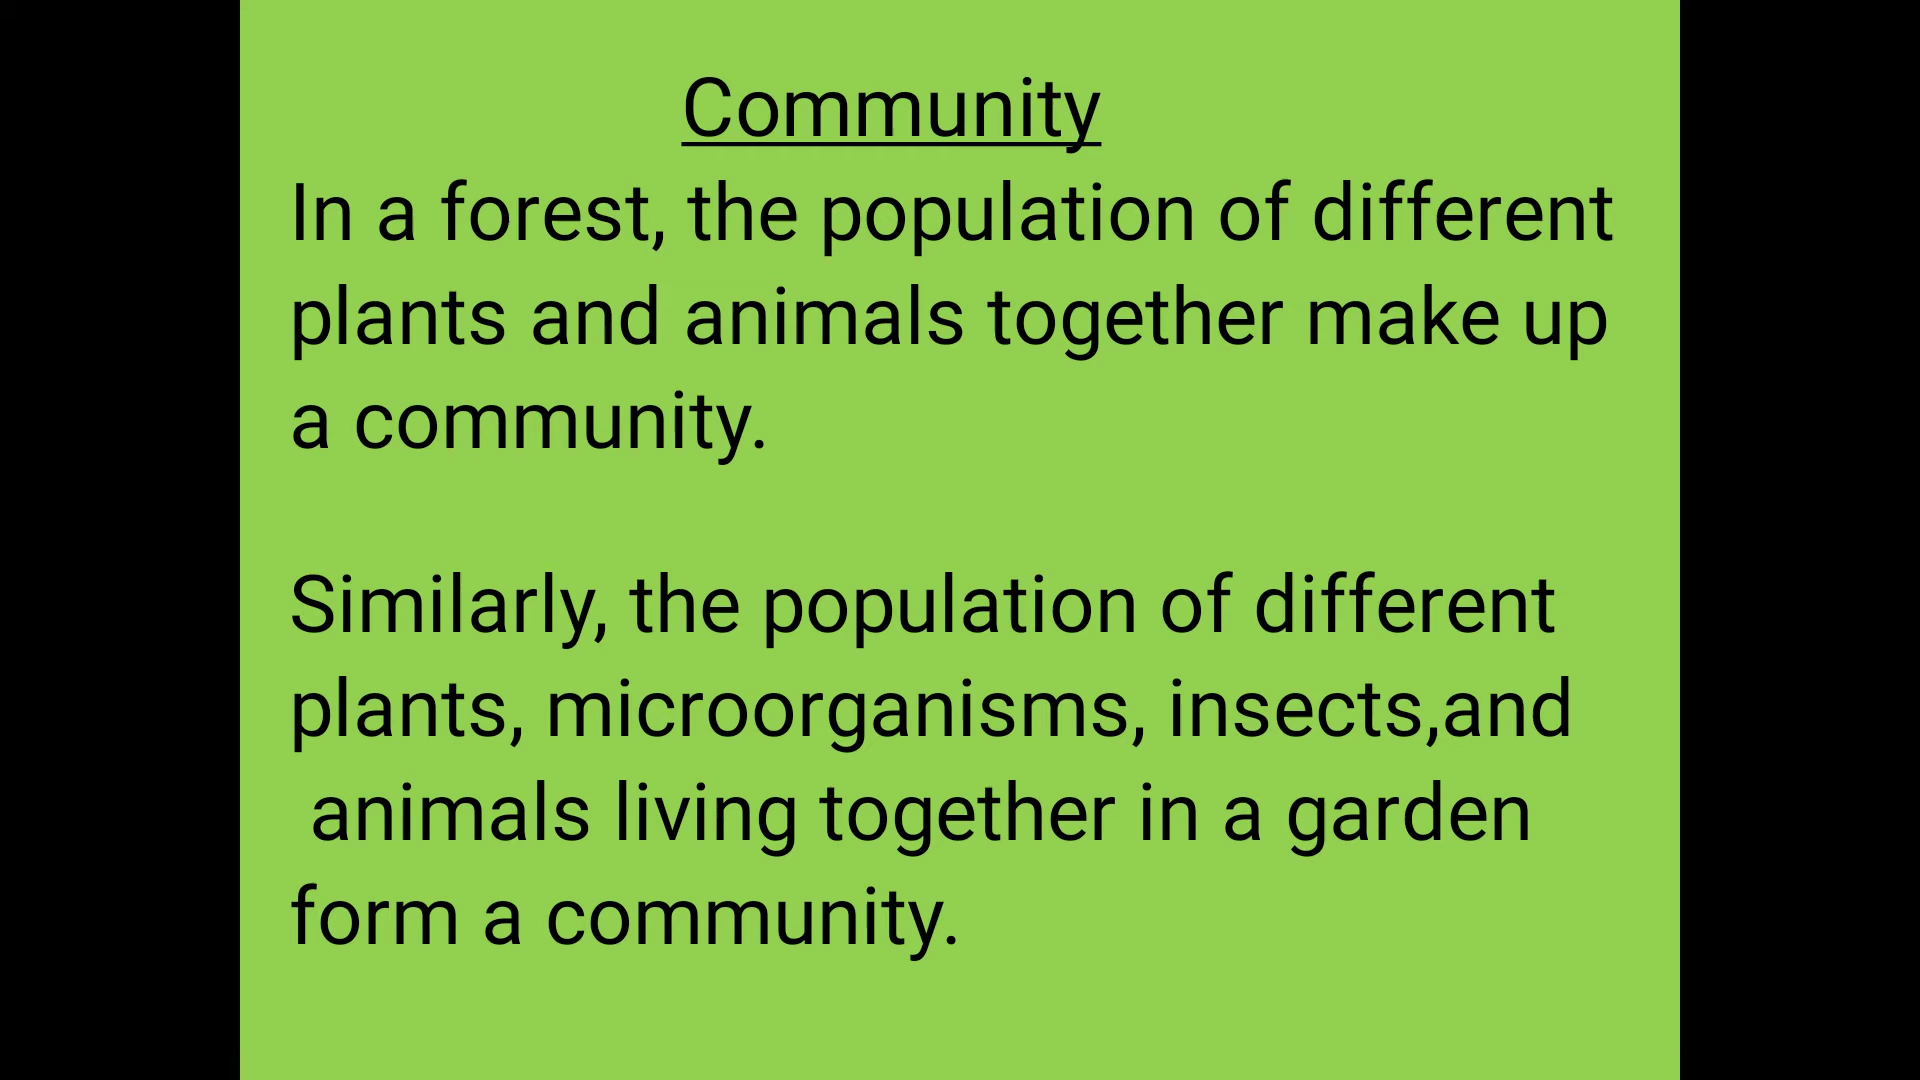 Community
In a forest, the population of different
plants and animals together make up
a community.
Similarly, the population of different
plants, microorganisms, insects,and
animals living together in a garden
form a community.